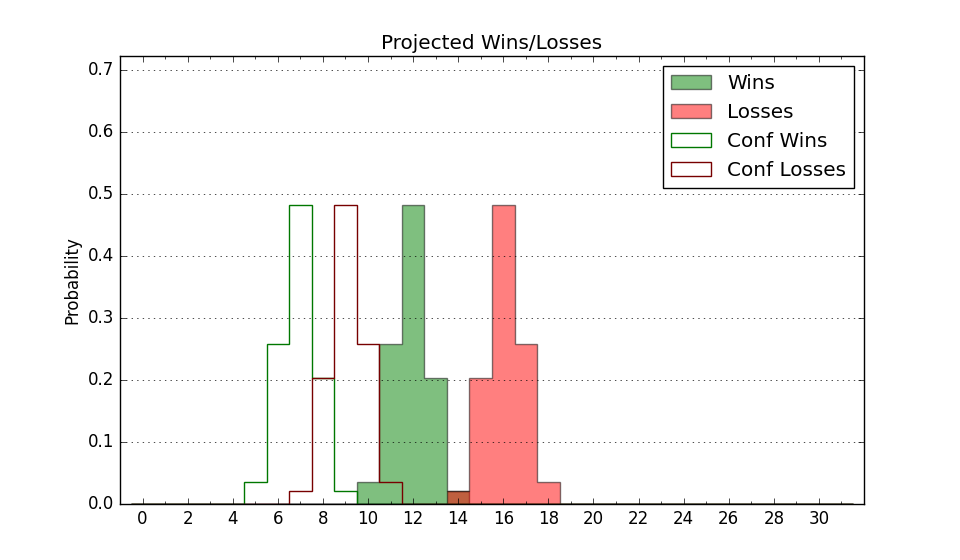 Projected Wins/Losses
Probability
0.7
0.6
0.5
0.4
0.3
0.2
0.1
0.0
0 2 4 6 8 10 12 14 16 18 20 22 24 26 28 30
Wins
Losses
Conf Wins
Conf Losses